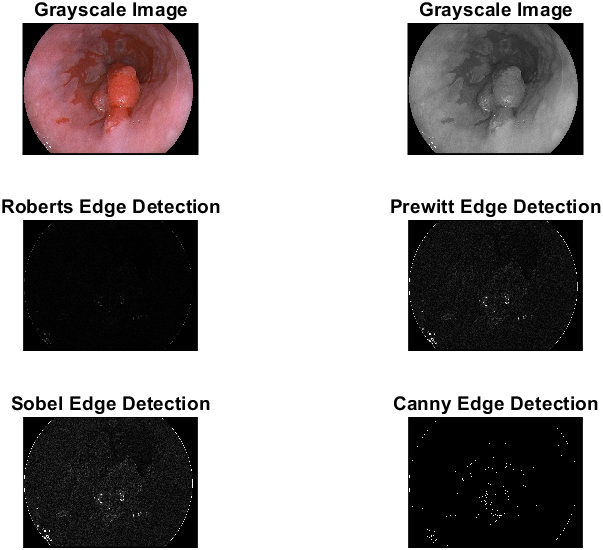 Grayscale Image
Grayscale Image
Roberts Edge Detection
Prewitt Edge Detection
Sobel Edge Detection
Canny Edge Detection